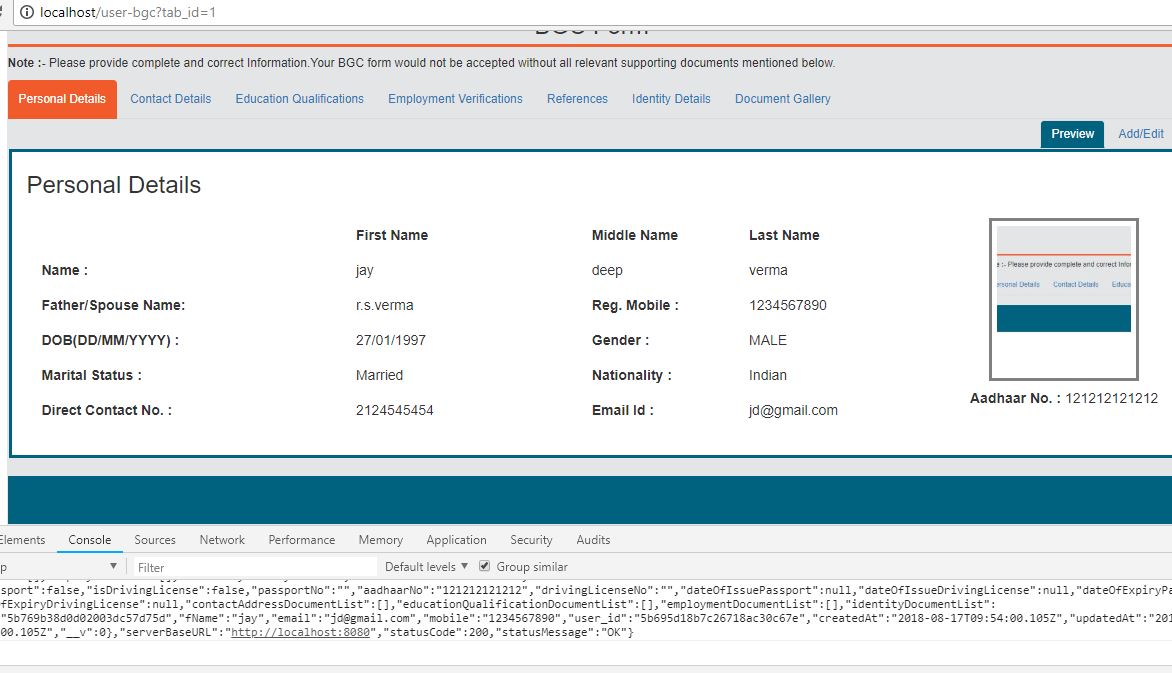 localhost/user-bgc?tab_id=1
BGC Form
Note :- Please provide complete and correct Information.Your BGC form would not be accepted without all relevant supporting documents mentioned below.
Personal Details Contact Details Education Qualifications Employment Verifications References Identity Details Document Gallery
Preview Add/Edit
Personal Details
First Name Middle Name Last Name
Name : jay deep verma
Father/Spouse Name: r.s.verma Reg. Mobile : 1234567890
DOB(DD/MM/YYYY) : 27/01/1997 Gender : MALE
Marital Status : Married Nationality : Indian
Direct Contact No. : 2124545454 Email Id : jd@gmail.com
e :- Please provide complete and correct Infor
ersonal Details Contact Details Educa
Aadhaar No. : 121212121212
Elements Console Sources Network Performance Memory Application Security Audits
p Filter Default levels ▼ Group similar
sport":false,"isDrivingLicense":false,"passportNo":"","aadhaarNo":"121212121212","drivingLicenseNo":"","dateOfIssuePassport":null,"dateOfIssueDrivingLicense":null,"dateOfExpiryPa
fExpiryDrivingLicense":null,"contactAddressDocumentList":[],"educationQualificationDocumentList":[],"employmentDocumentList":[],"identityDocumentList":
"5b769b38d0d02003dc57d75d","fName":"jay","email":"jd@gmail.com","mobile":"1234567890","user_id":"5b695d18b7c26718ac30c67e","createdAt":"2018-08-17T09:54:00.105Z","updatedAt":"201
00.105Z","__v":0},"serverBaseURL":"http://localhost:8080","statusCode":200,"statusMessage":"OK"}